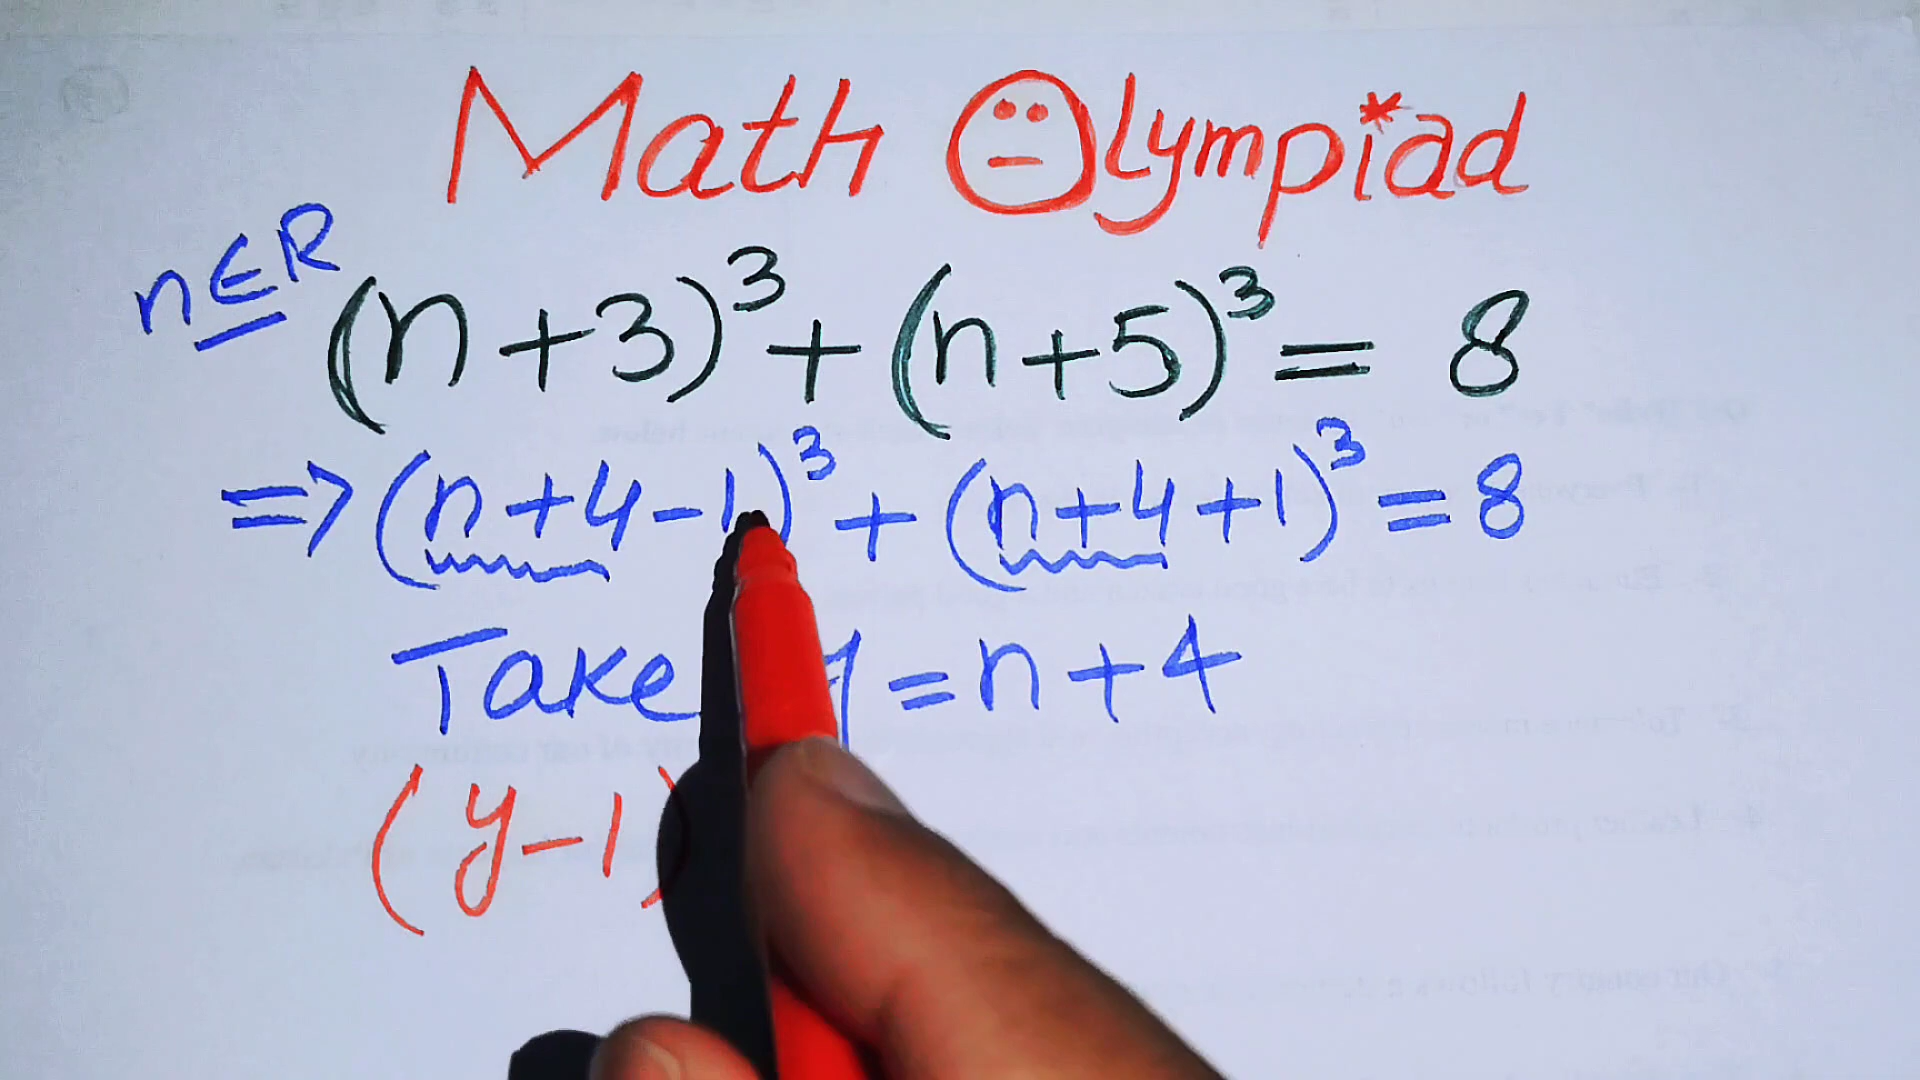 Math Olympiad
n∈R
(n+3)³+(n+5)³= 8
=>(n+4-1)³+(n+4+1)³=8
Take y=n+4
(y-1)